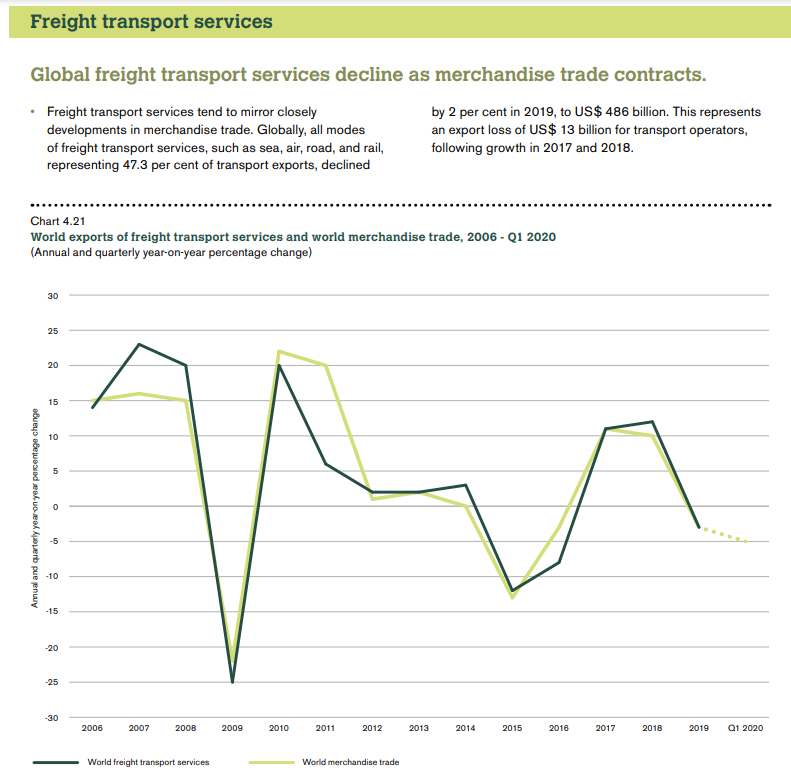 Freight transport services
Global freight transport services decline as merchandise trade contracts.
• Freight transport services tend to mirror closely
developments in merchandise trade. Globally, all modes
of freight transport services, such as sea, air, road, and rail,
representing 47.3 per cent of transport exports, declined
by 2 per cent in 2019, to US$ 486 billion. This represents
an export loss of US$ 13 billion for transport operators,
following growth in 2017 and 2018.
Chart 4.21
World exports of freight transport services and world merchandise trade, 2006 - Q1 2020
(Annual and quarterly year-on-year percentage change)
Annual and quarterly year-on-year percentage change
30
25
20
15
10
5
0
-5
-10
-15
-20
-25
-30
2006 2007 2008 2009 2010 2011 2012 2013 2014 2015 2016 2017 2018 2019 Q1 2020
World freight transport services World merchandise trade